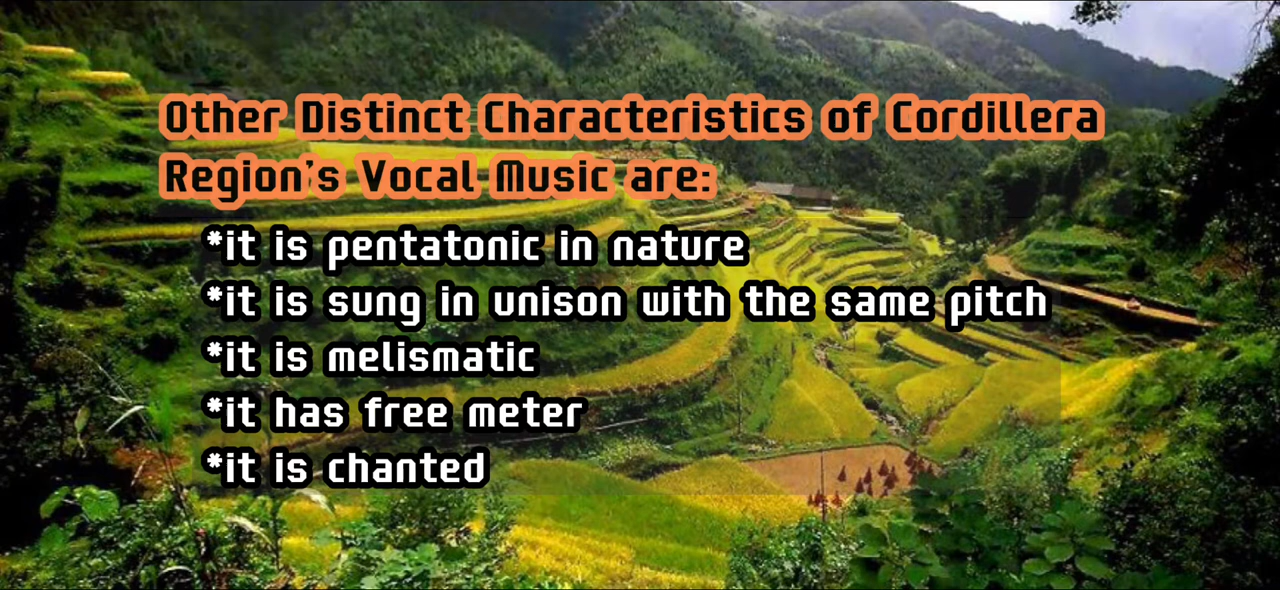 Other Distinct Characteristics of Cordillera
Region's Vocal Music are:
*it is pentatonic in nature
*it is sung in unison with the same pitch
*it is melismatic
*it has free meter
*it is chanted